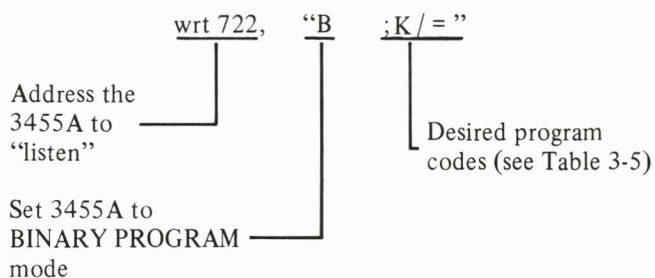 wrt 722, “B ;K/=”
Address the
3455A to
“listen”
Desired program
codes (see Table 3-5)
Set 3455A to
BINARY PROGRAM
mode